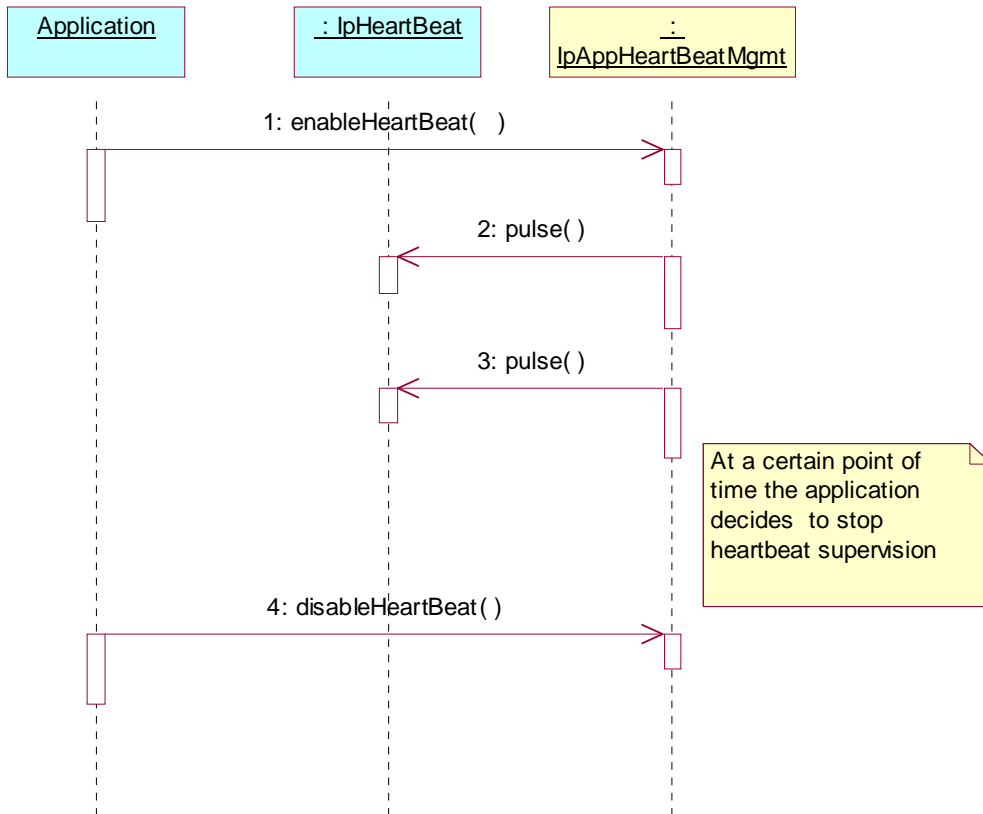 Application
: IpHeartBeat
:
IpAppHeartBeatMgmt
1: enableHeartBeat( )
2: pulse( )
3: pulse( )
At a certain point of
time the application
decides to stop
heartbeat supervision
4: disableHeartBeat( )